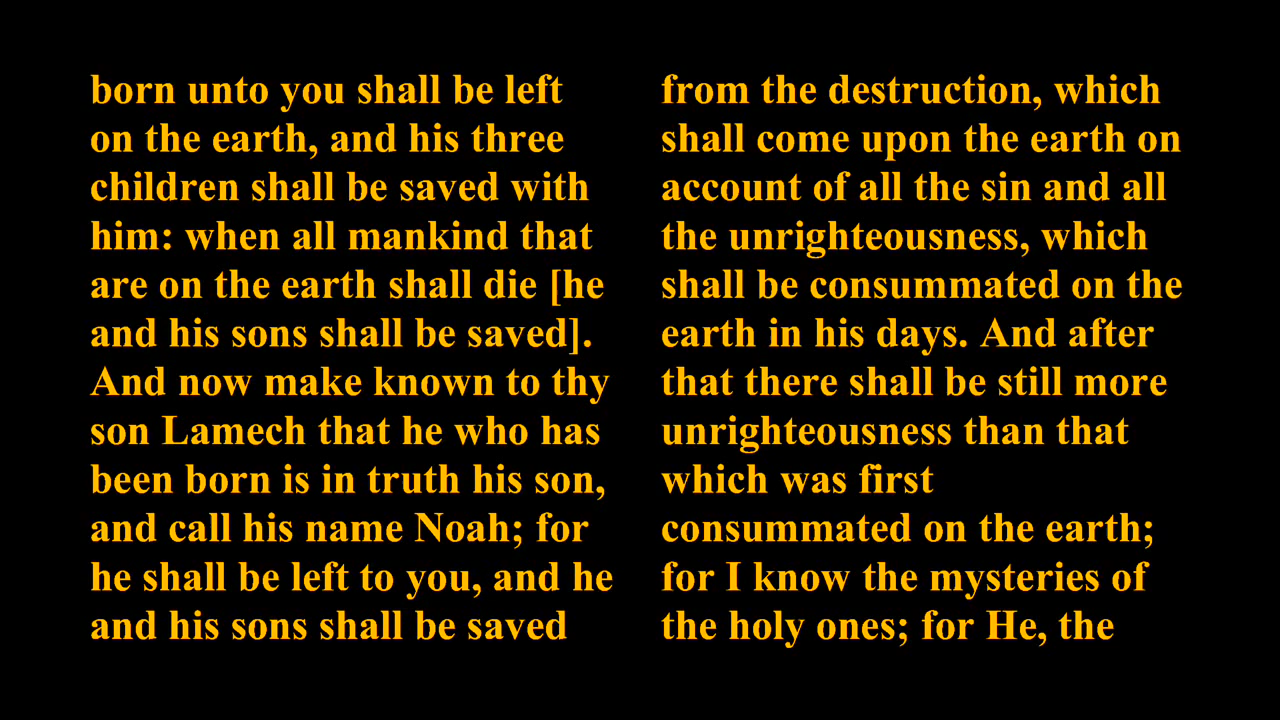 born unto you shall be left
on the earth, and his three
children shall be saved with
him: when all mankind that
are on the earth shall die [he
and his sons shall be saved].
And now make known to thy
son Lamech that he who has
been born is in truth his son,
and call his name Noah; for
he shall be left to you, and he
and his sons shall be saved
from the destruction, which
shall come upon the earth on
account of all the sin and all
the unrighteousness, which
shall be consummated on the
earth in his days. And after
that there shall be still more
unrighteousness than that
which was first
consummated on the earth;
for I know the mysteries of
the holy ones; for He, the